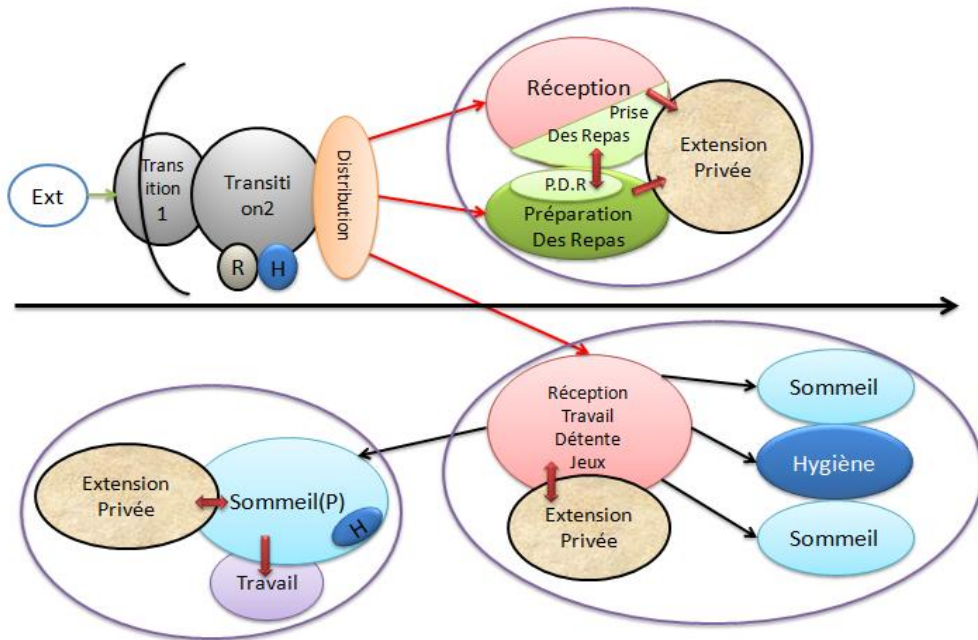 Ext
Trans
ition
1
Transiti
on2
R
H
Distribution
Réception
Prise
Des Repas
P.D.R
Préparation
Des Repas
Extension
Privée
Réception
Travail
Détente
Jeux
Extension
Privée
Sommeil
Hygiène
Sommeil
Extension
Privée
Sommeil(P)
H
Travail